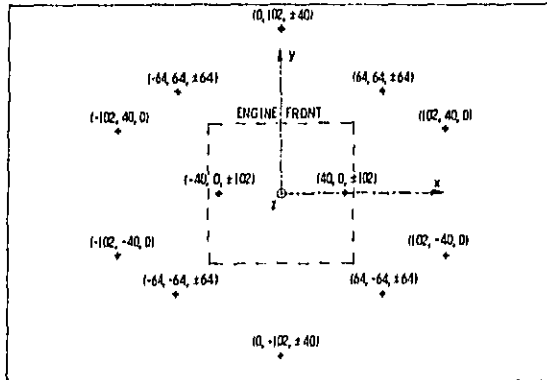 (0, 102, ±40)
y
(-64, 64, ±64)
(64, 64, ±64)
(-102, 40, 0)
(102, 40, 0)
ENGINE FRONT
(-40, 0, ±102)
(40, 0, ±102)
x
z
(-102, -40, 0)
(102, -40, 0)
(-64, -64, ±64)
(64, -64, ±64)
(0, -102, ±40)